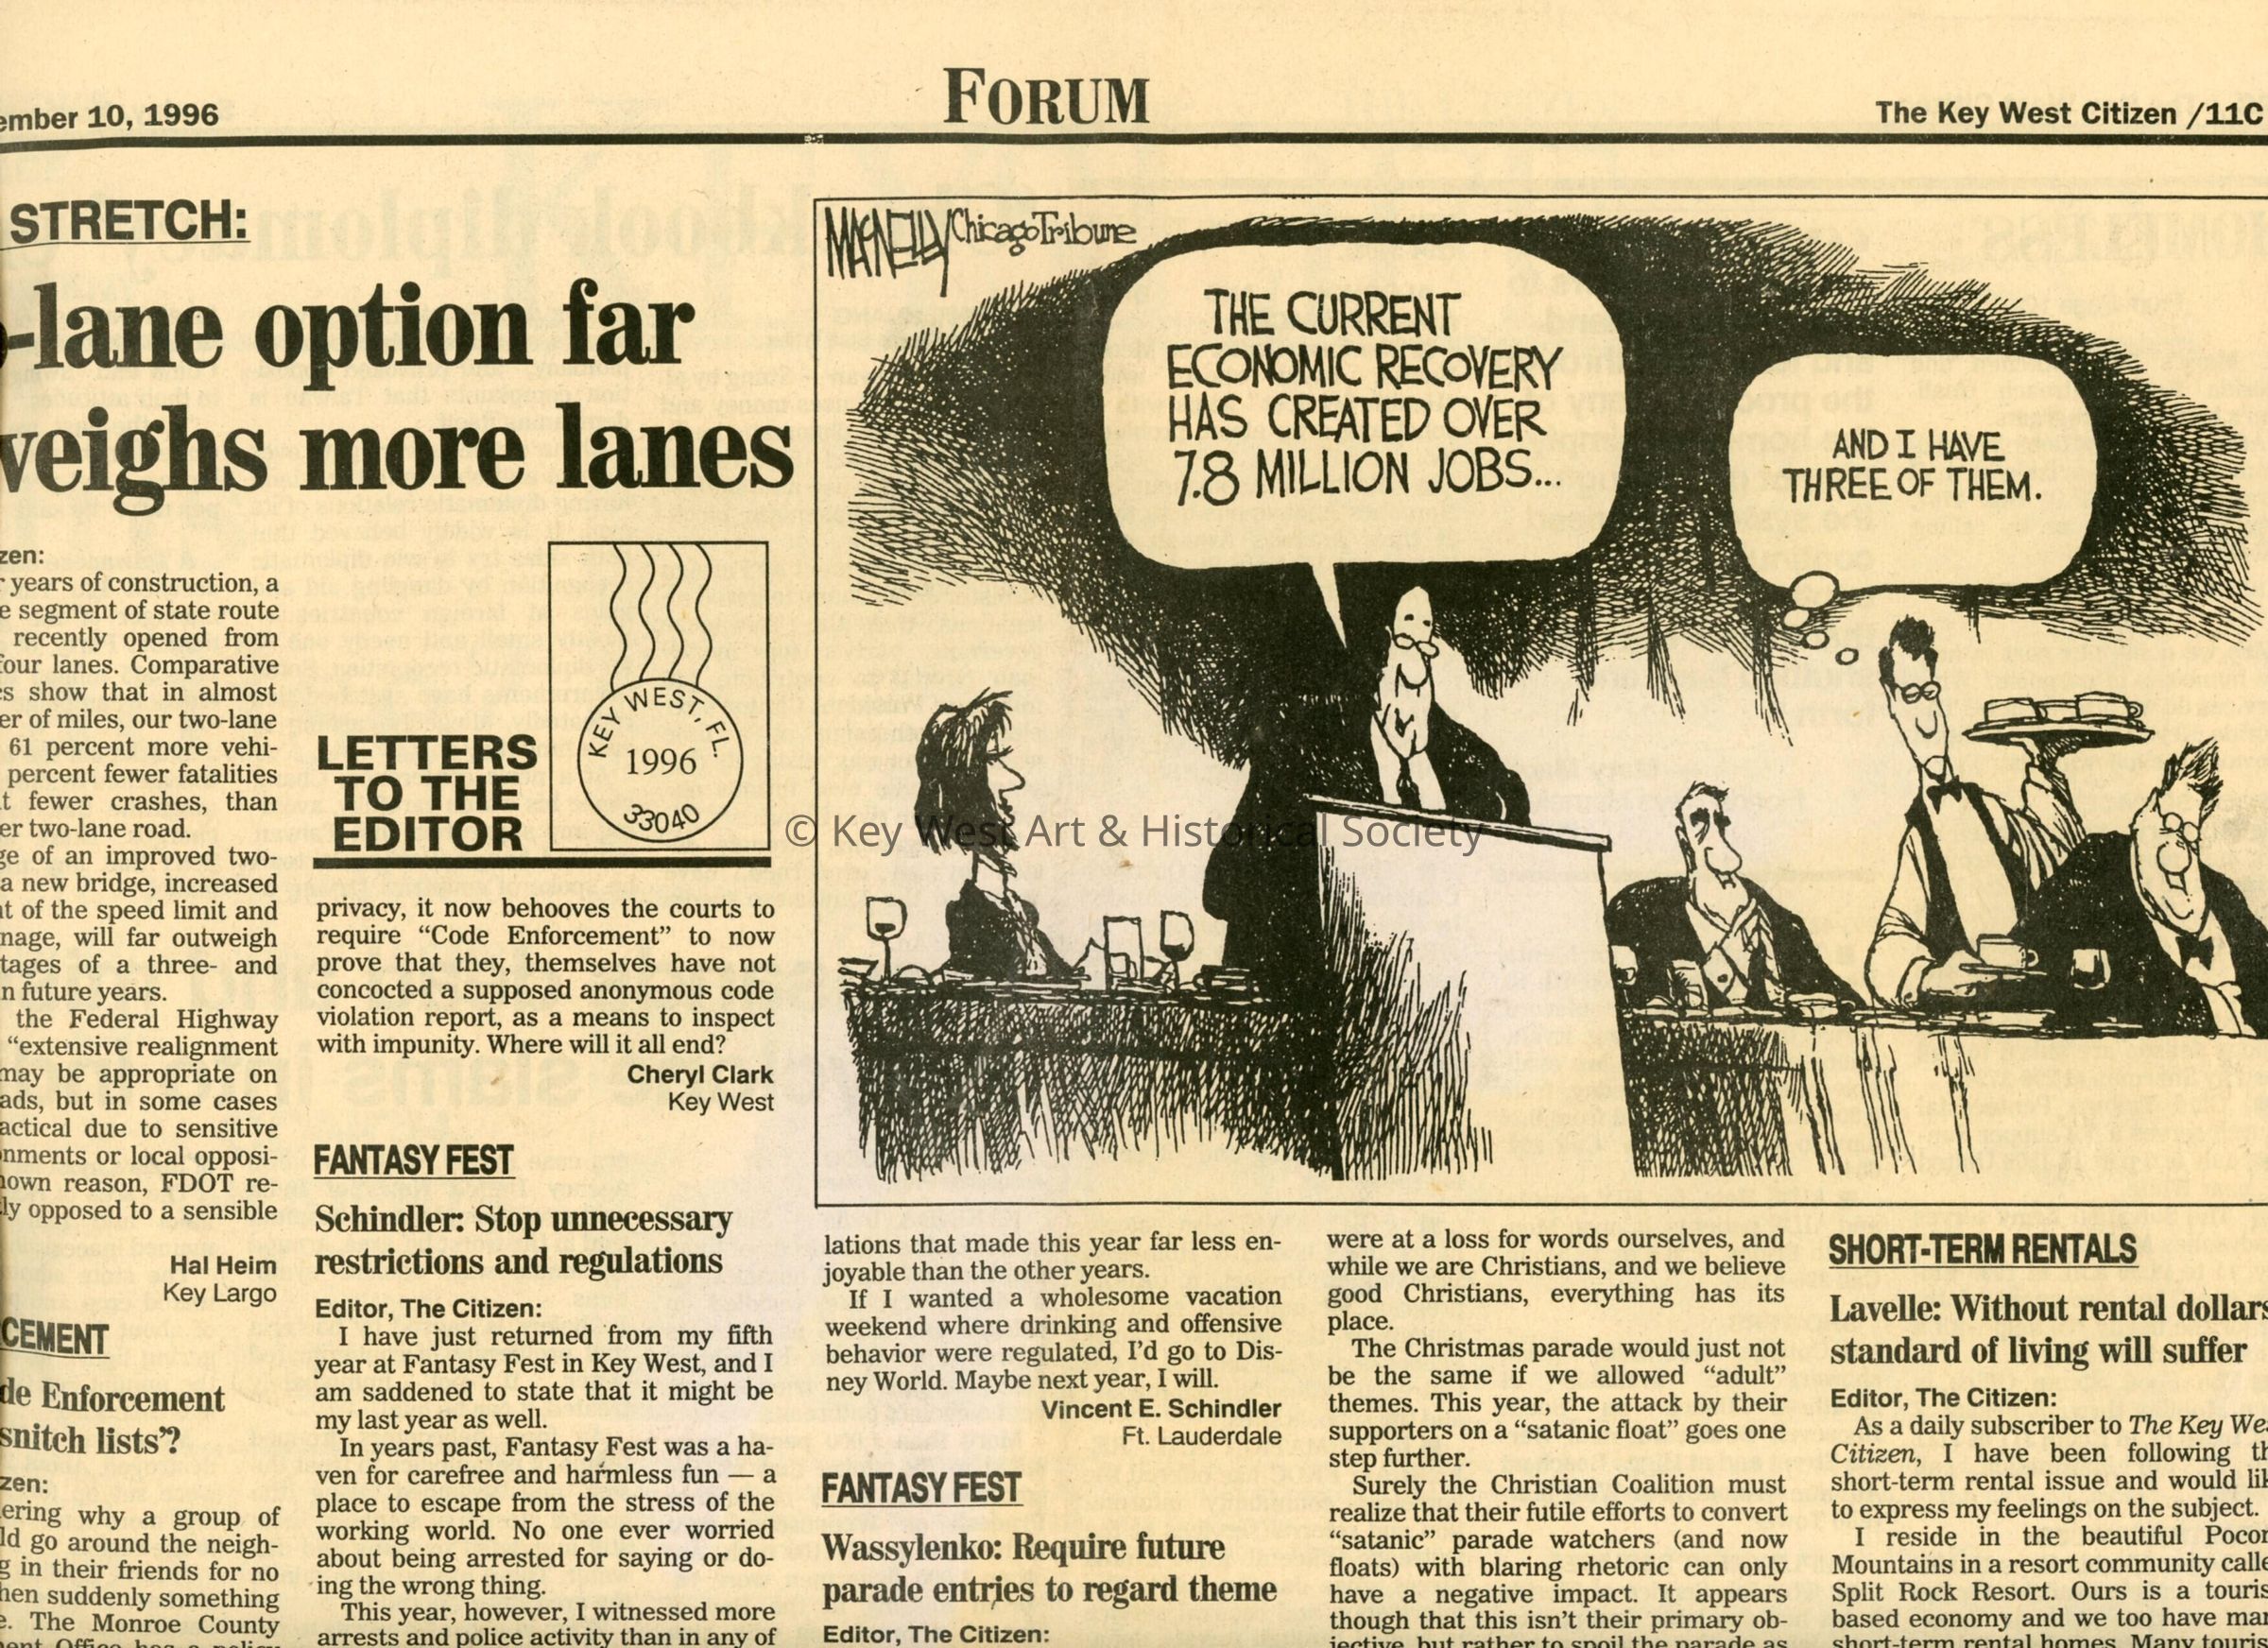 ember 10, 1996
FORUM
The Key West Citizen /11C
STRETCH:
-lane option far
weighs more lanes
zen:
years of construction, a
e segment of state route
recently opened from
four lanes. Comparative
cs show that in almost
er of miles, our two-lane
61 percent more vehi-
percent fewer fatalities
t fewer crashes, than
er two-lane road.
ge of an improved two-
a new bridge, increased
nt of the speed limit and
nage, will far outweigh
tages of a three- and
n future years.
the Federal Highway
"extensive realignment
may be appropriate on
ads, but in some cases
actical due to sensitive
onments or local opposi-
nown reason, FDOT re-
ly opposed to a sensible
Hal Heim
Key Largo
CEMENT
de Enforcement
snitch lists'?
zen:
ering why a group of
ld go around the neigh-
g in their friends for no
hen suddenly something
e. The Monroe County
ment Office has a policy
LETTERS
TO THE
EDITOR
KEY WEST, FL.
1996
33040
privacy, it now behooves the courts to
require "Code Enforcement" to now
prove that they, themselves have not
concocted a supposed anonymous code
violation report, as a means to inspect
with impunity. Where will it all end?
Cheryl Clark
Key West
FANTASY FEST
Schindler: Stop unnecessary
restrictions and regulations
Editor, The Citizen:
I have just returned from my fifth
year at Fantasy Fest in Key West, and I
am saddened to state that it might be
my last year as well.
In years past, Fantasy Fest was a ha-
ven for carefree and harmless fun — a
place to escape from the stress of the
working world. No one ever worried
about being arrested for saying or do-
ing the wrong thing.
This year, however, I witnessed more
arrests and police activity than in any of
MACNELLY Chicago Tribune
THE CURRENT
ECONOMIC RECOVERY
HAS CREATED OVER
7.8 MILLION JOBS...
AND I HAVE
THREE OF THEM.
© Key West Art & Historical Society
lations that made this year far less en-
joyable than the other years.
If I wanted a wholesome vacation
weekend where drinking and offensive
behavior were regulated, I'd go to Dis-
ney World. Maybe next year, I will.
Vincent E. Schindler
Ft. Lauderdale
FANTASY FEST
Wassylenko: Require future
parade entries to regard theme
Editor, The Citizen:
were at a loss for words ourselves, and
while we are Christians, and we believe
good Christians, everything has its
place.
The Christmas parade would just not
be the same if we allowed "adult"
themes. This year, the attack by their
supporters on a "satanic float" goes one
step further.
Surely the Christian Coalition must
realize that their futile efforts to convert
"satanic" parade watchers (and now
floats) with blaring rhetoric can only
have a negative impact. It appears
though that this isn't their primary ob-
jective, but rather to spoil the parade as
SHORT-TERM RENTALS
Lavelle: Without rental dollars
standard of living will suffer
Editor, The Citizen:
As a daily subscriber to The Key We
Citizen, I have been following th
short-term rental issue and would lik
to express my feelings on the subject.
I reside in the beautiful Pocon
Mountains in a resort community calle
Split Rock Resort. Ours is a touris
based economy and we too have man
short-term rental homes. Many touris